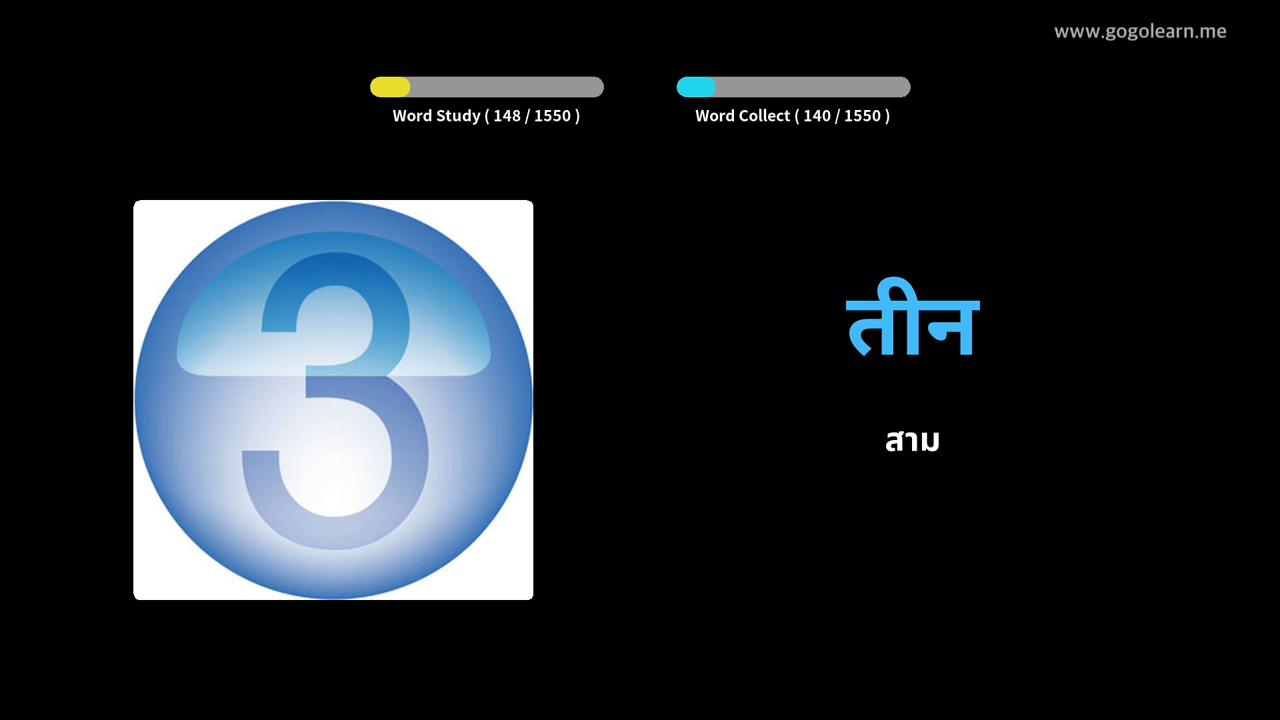 www.gogolearn.me
Word Study ( 148 / 1550 )
Word Collect ( 140 / 1550 )
3
तीन
สาม